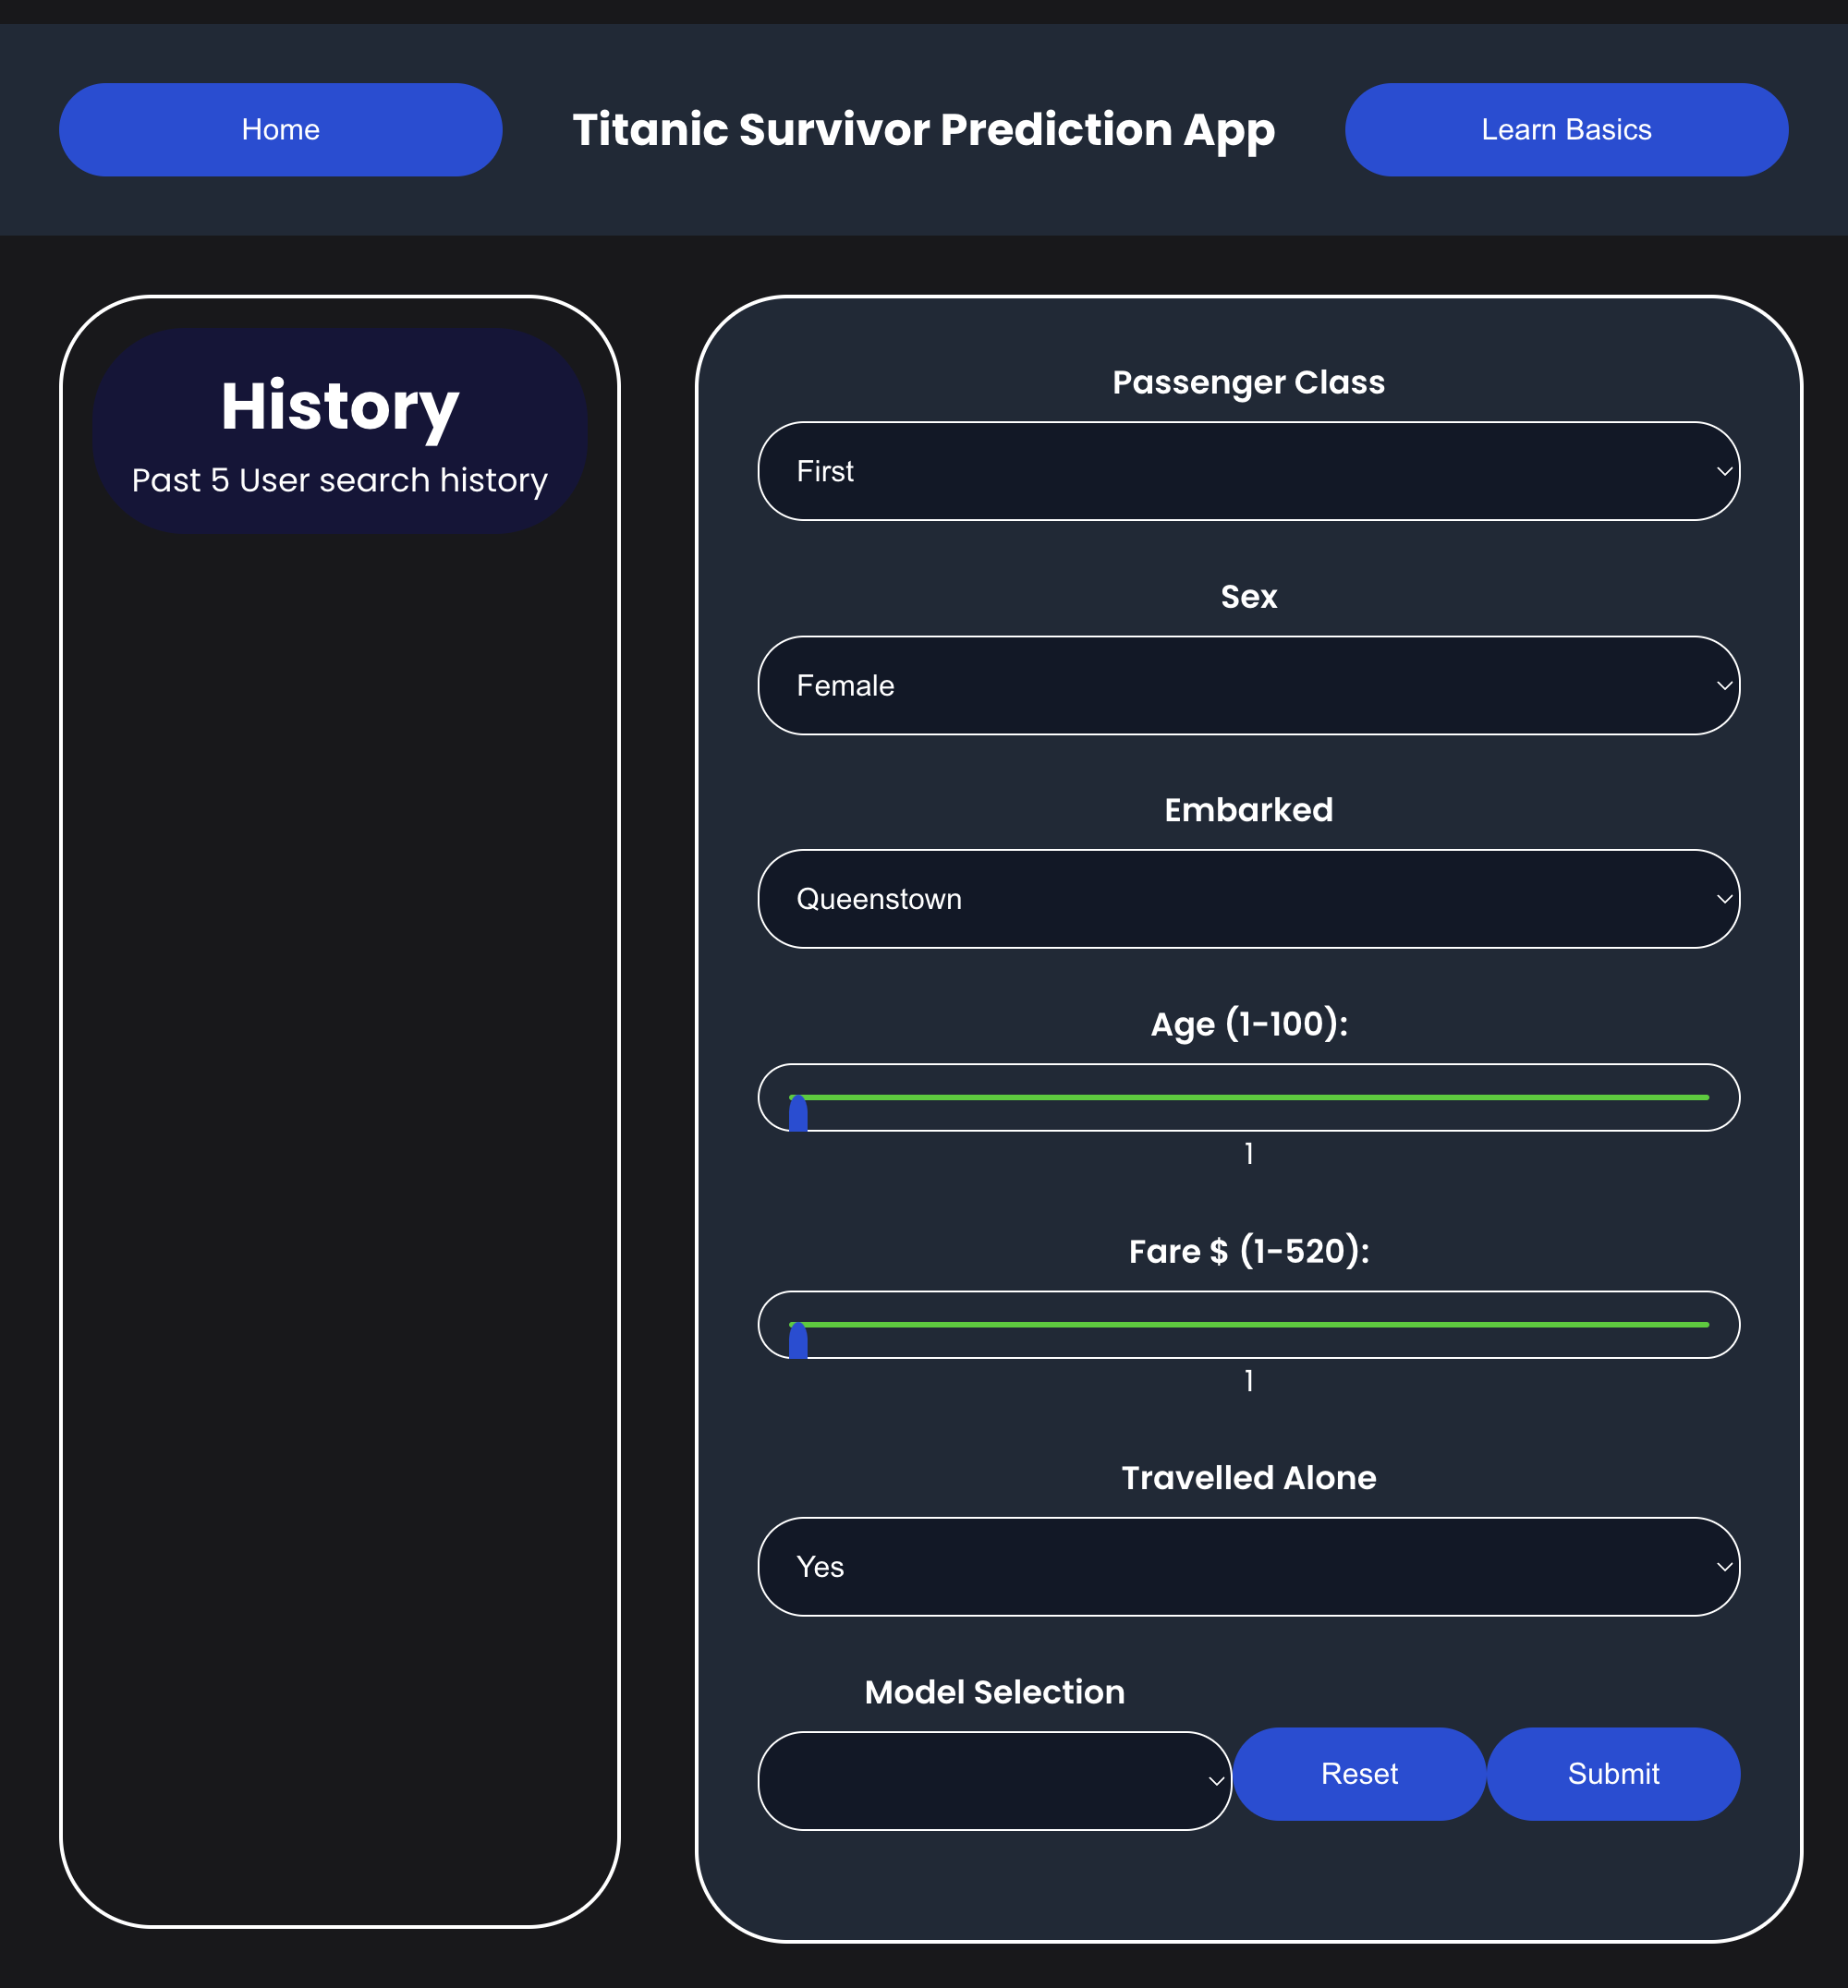 Home
Titanic Survivor Prediction App
Learn Basics
History
Past 5 User search history
Passenger Class
First
Sex
Female
Embarked
Queenstown
Age (1-100):
1
Fare $ (1-520):
1
Travelled Alone
Yes
Model Selection
Reset
Submit